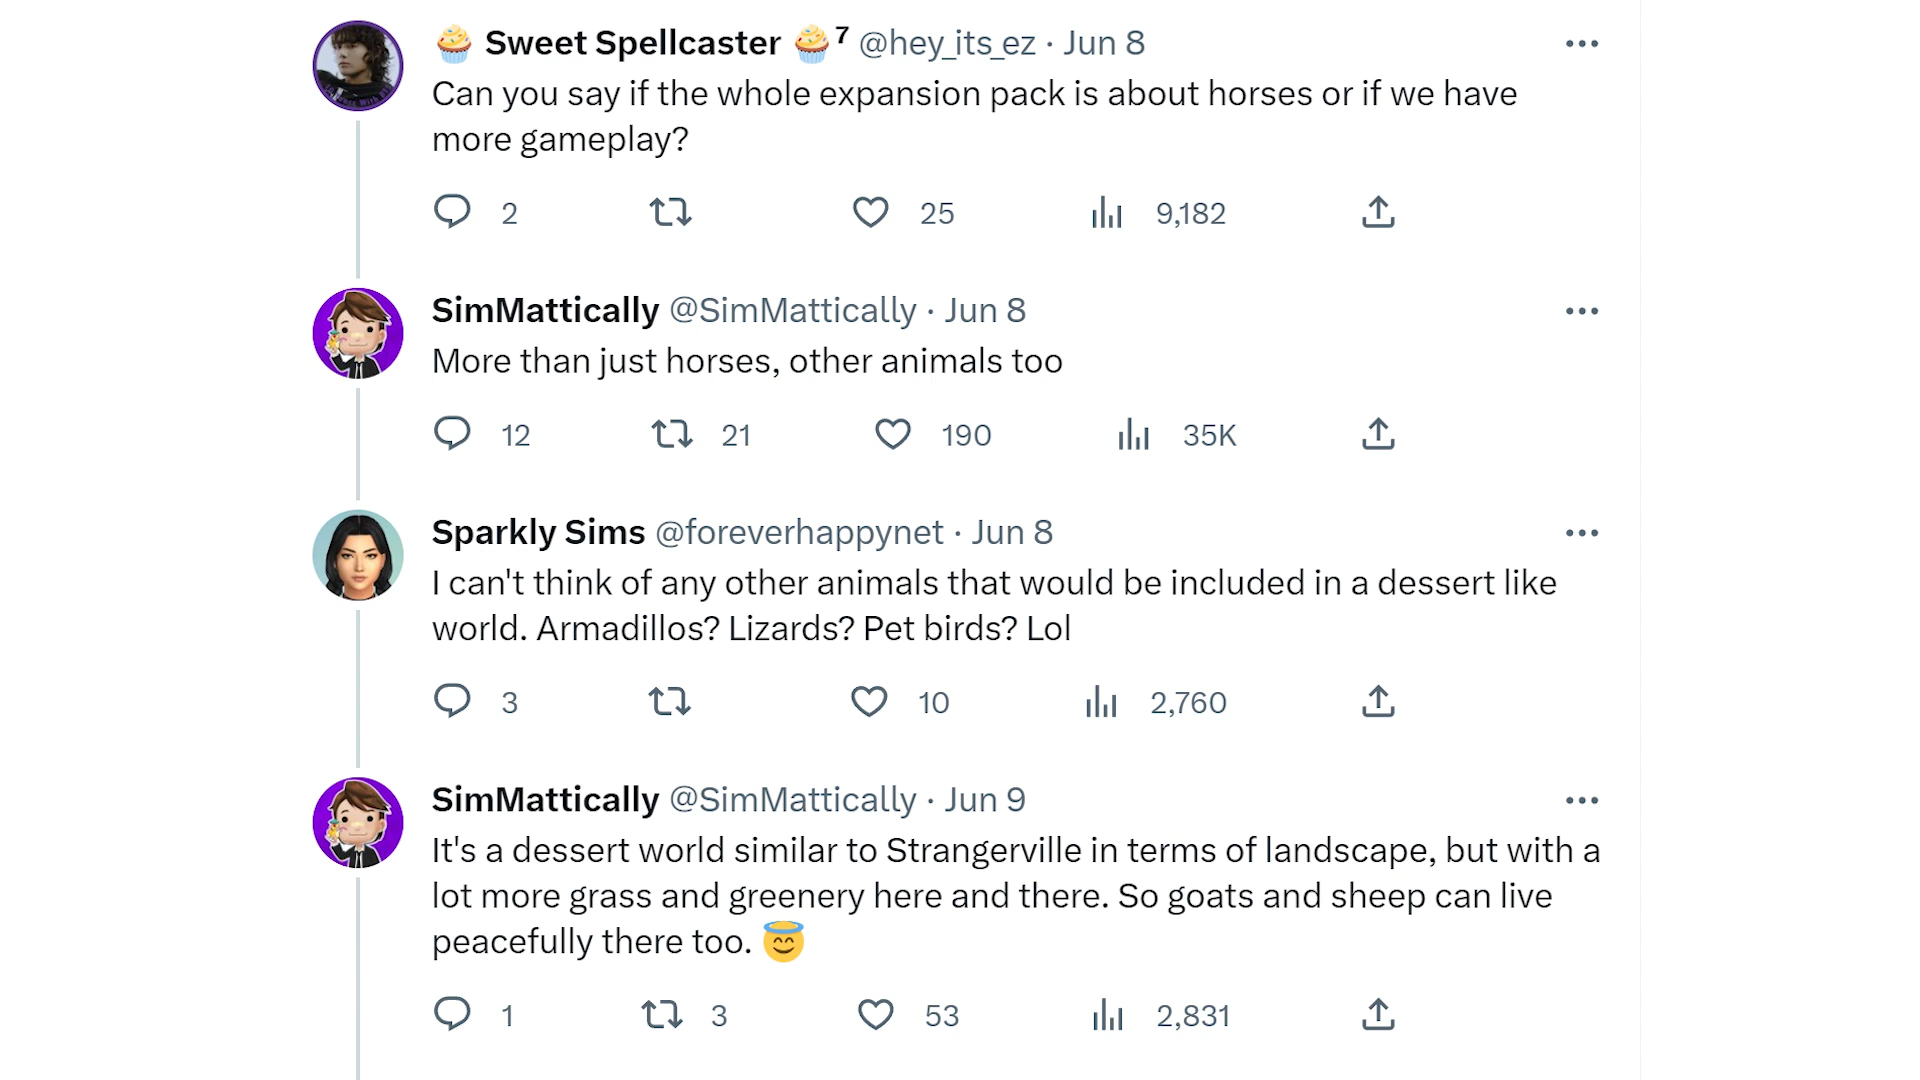 🧁 Sweet Spellcaster 🧁⁷ @hey_its_ez · Jun 8
Can you say if the whole expansion pack is about horses or if we have
more gameplay?
2 25 9,182
SimMattically @SimMattically · Jun 8
More than just horses, other animals too
12 21 190 35K
Sparkly Sims @foreverhappynet · Jun 8
I can't think of any other animals that would be included in a dessert like
world. Armadillos? Lizards? Pet birds? Lol
3 10 2,760
SimMattically @SimMattically · Jun 9
It's a dessert world similar to Strangerville in terms of landscape, but with a
lot more grass and greenery here and there. So goats and sheep can live
peacefully there too. 😇
1 3 53 2,831